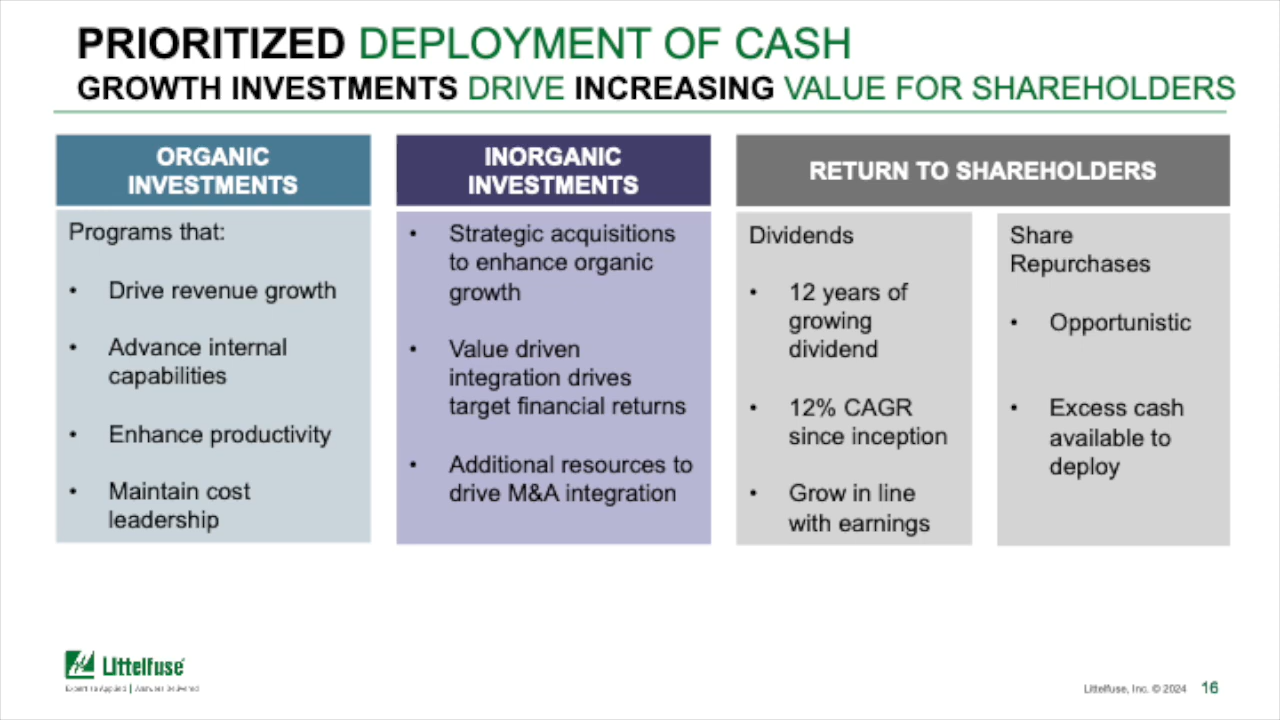 PRIORITIZED DEPLOYMENT OF CASH
GROWTH INVESTMENTS DRIVE INCREASING VALUE FOR SHAREHOLDERS
ORGANIC
INVESTMENTS
Programs that:
• Drive revenue growth
• Advance internal
capabilities
• Enhance productivity
• Maintain cost
leadership
INORGANIC
INVESTMENTS
• Strategic acquisitions
to enhance organic
growth
• Value driven
integration drives
target financial returns
• Additional resources to
drive M&A integration
RETURN TO SHAREHOLDERS
Dividends
• 12 years of
growing
dividend
• 12% CAGR
since inception
• Grow in line
with earnings
Share
Repurchases
• Opportunistic
• Excess cash
available to
deploy
Littelfuse
Expertise Applied | Answers Delivered
Littelfuse, Inc. © 2024 16